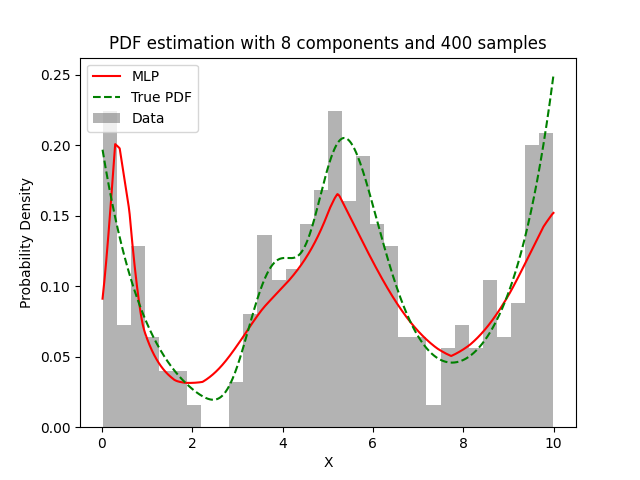 PDF estimation with 8 components and 400 samples
MLP
True PDF
Data
Probability Density
0.25
0.20
0.15
0.10
0.05
0.00
0 2 4 6 8 10
X